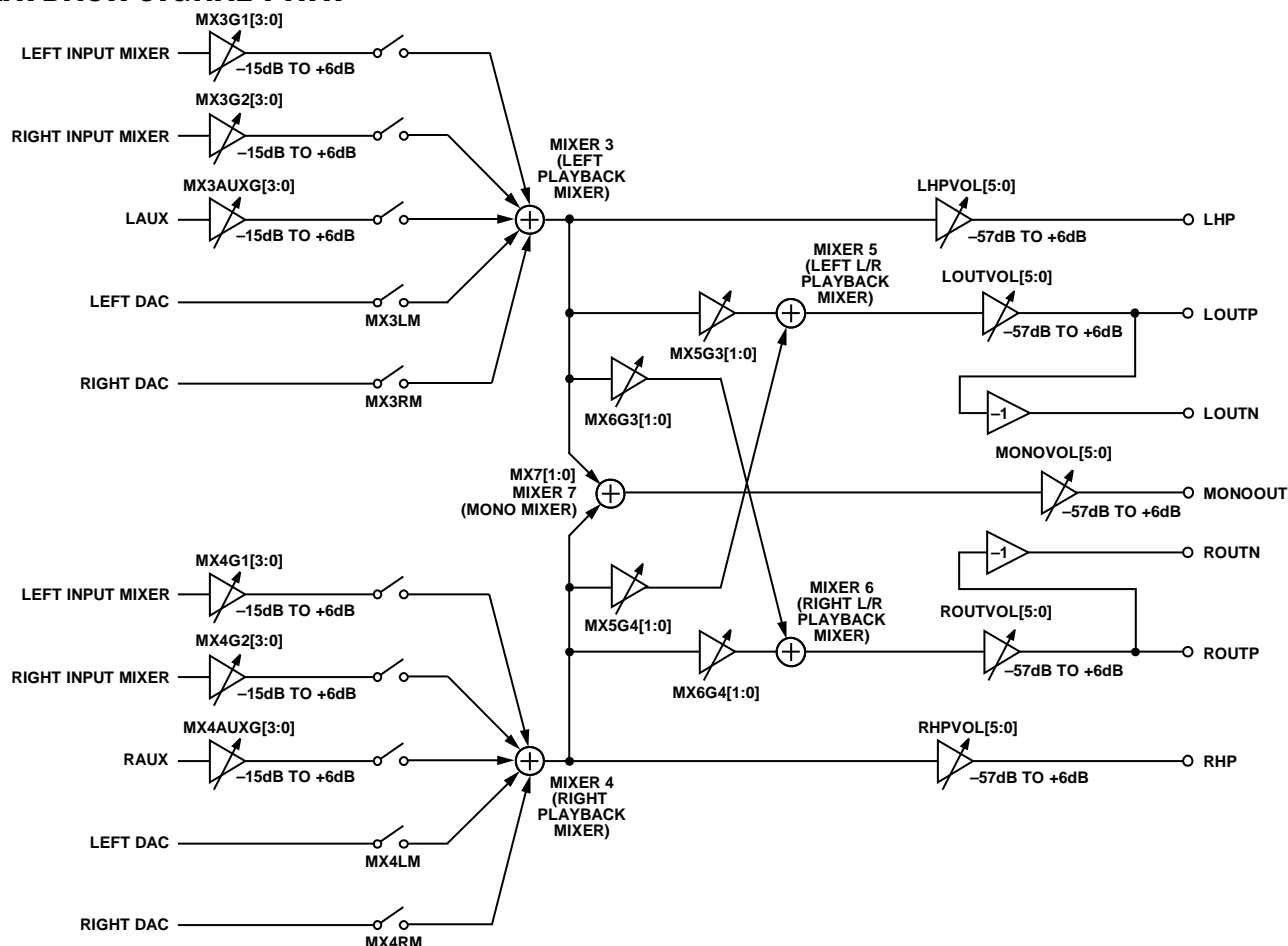 MX3G1[3:0]
LEFT INPUT MIXER
–15dB TO +6dB
MX3G2[3:0]
RIGHT INPUT MIXER
–15dB TO +6dB
MX3AUXG[3:0]
LAUX
–15dB TO +6dB
LEFT DAC
MX3LM
RIGHT DAC
MX3RM
MIXER 3
(LEFT
PLAYBACK
MIXER)
LHPVOL[5:0]
–57dB TO +6dB
LHP
MIXER 5
(LEFT L/R
PLAYBACK
MIXER)
LOUTVOL[5:0]
–57dB TO +6dB
LOUTP
MX5G3[1:0]
MX6G3[1:0]
–1
LOUTN
MX7[1:0]
MIXER 7
(MONO MIXER)
MONOVOL[5:0]
–57dB TO +6dB
MONOOUT
–1
ROUTN
MX5G4[1:0]
MIXER 6
(RIGHT L/R
PLAYBACK
MIXER)
ROUTVOL[5:0]
–57dB TO +6dB
ROUTP
MX6G4[1:0]
MX4G1[3:0]
LEFT INPUT MIXER
–15dB TO +6dB
MX4G2[3:0]
RIGHT INPUT MIXER
–15dB TO +6dB
MX4AUXG[3:0]
RAUX
–15dB TO +6dB
LEFT DAC
MX4LM
RIGHT DAC
MX4RM
MIXER 4
(RIGHT
PLAYBACK
MIXER)
RHPVOL[5:0]
–57dB TO +6dB
RHP